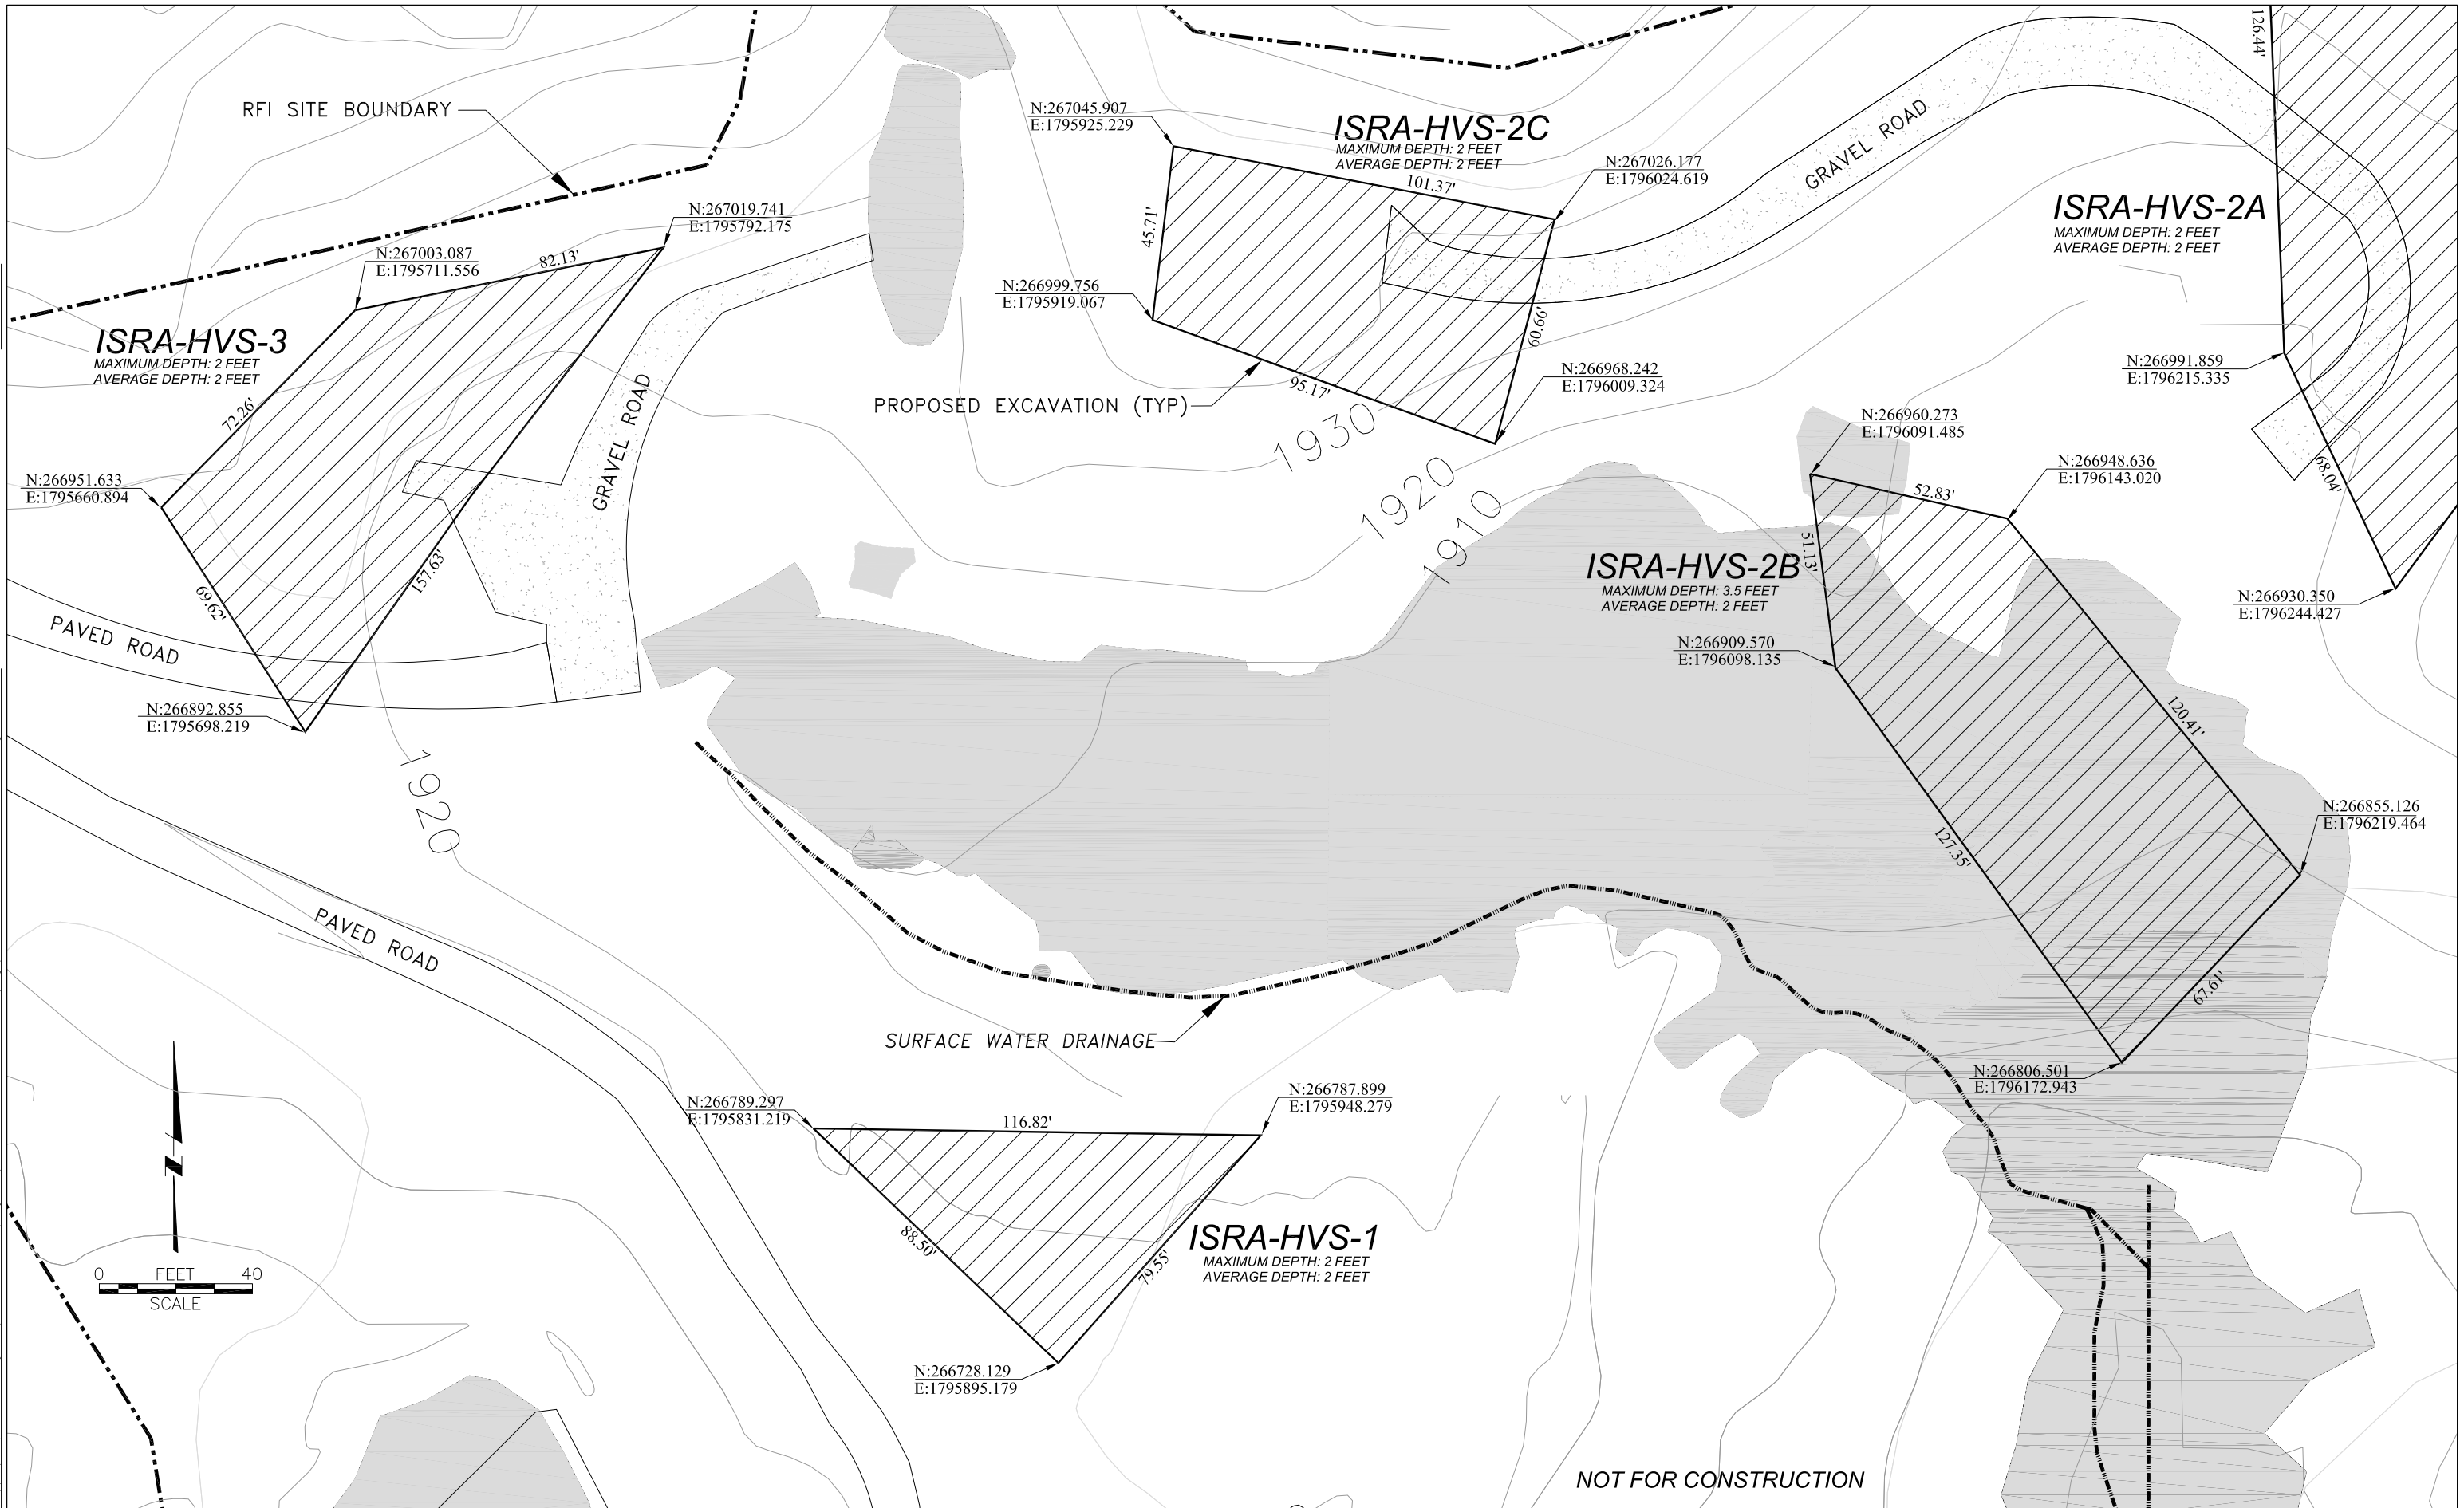 126.44'
RFI SITE BOUNDARY
N:267045.907
E:1795925.229
ISRA-HVS-2C
MAXIMUM DEPTH: 2 FEET
AVERAGE DEPTH: 2 FEET
101.37'
N:267026.177
E:1796024.619
GRAVEL ROAD
ISRA-HVS-2A
MAXIMUM DEPTH: 2 FEET
AVERAGE DEPTH: 2 FEET
N:267019.741
E:1795792.175
N:267003.087
E:1795711.556
82.13'
45.71'
N:266999.756
E:1795919.067
60.66'
ISRA-HVS-3
MAXIMUM DEPTH: 2 FEET
AVERAGE DEPTH: 2 FEET
72.26'
GRAVEL ROAD
PROPOSED EXCAVATION (TYP)
95.17'
N:266968.242
E:1796009.324
N:266991.859
E:1796215.335
1930
1920
1910
N:266960.273
E:1796091.485
N:266948.636
E:1796143.020
52.83'
68.04'
N:266951.633
E:1795660.894
69.62'
157.63'
51.13'
ISRA-HVS-2B
MAXIMUM DEPTH: 3.5 FEET
AVERAGE DEPTH: 2 FEET
N:266930.350
E:1796244.427
PAVED ROAD
N:266909.570
E:1796098.135
N:266892.855
E:1795698.219
120.41'
1920
127.35'
N:266855.126
E:1796219.464
PAVED ROAD
67.61'
SURFACE WATER DRAINAGE
N:266806.501
E:1796172.943
N:266789.297
E:1795831.219
116.82'
N:266787.899
E:1795948.279
N
88.50'
79.55'
ISRA-HVS-1
MAXIMUM DEPTH: 2 FEET
AVERAGE DEPTH: 2 FEET
0 FEET 40
SCALE
N:266728.129
E:1795895.179
NOT FOR CONSTRUCTION